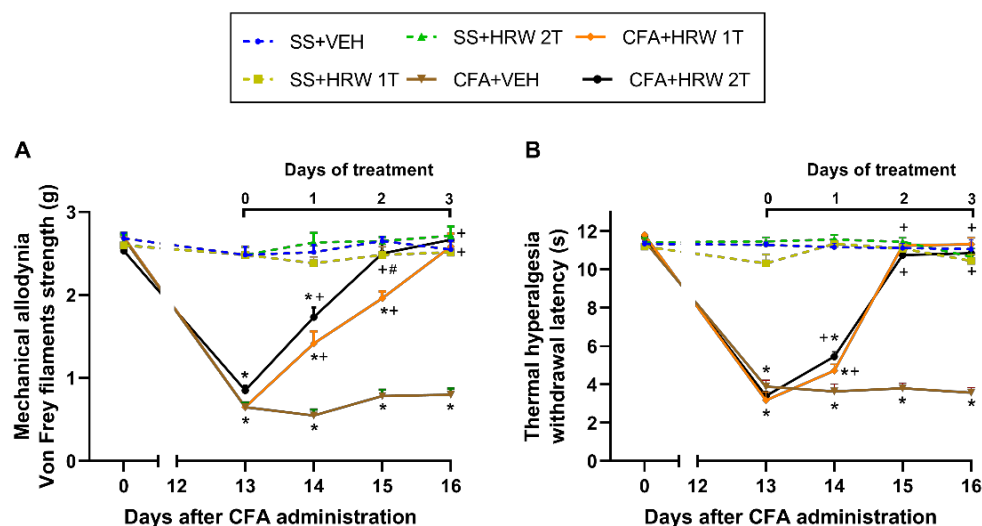 SS+VEH SS+HRW 2T CFA+HRW 1T
SS+HRW 1T CFA+VEH CFA+HRW 2T
A
Days of treatment
0 1 2 3
Mechanical allodynia
Von Frey filaments strength (g)
3
2
1
0
*
*
*+
*+
*
+#
*+
*
+
+
*
0 12 13 14 15 16
Days after CFA administration
B
Days of treatment
0 1 2 3
Thermal hyperalgesia
withdrawal latency (s)
12
10
8
6
4
2
0
*
*
+*
*+
*
+
+
*
+
+
*
0 12 13 14 15 16
Days after CFA administration